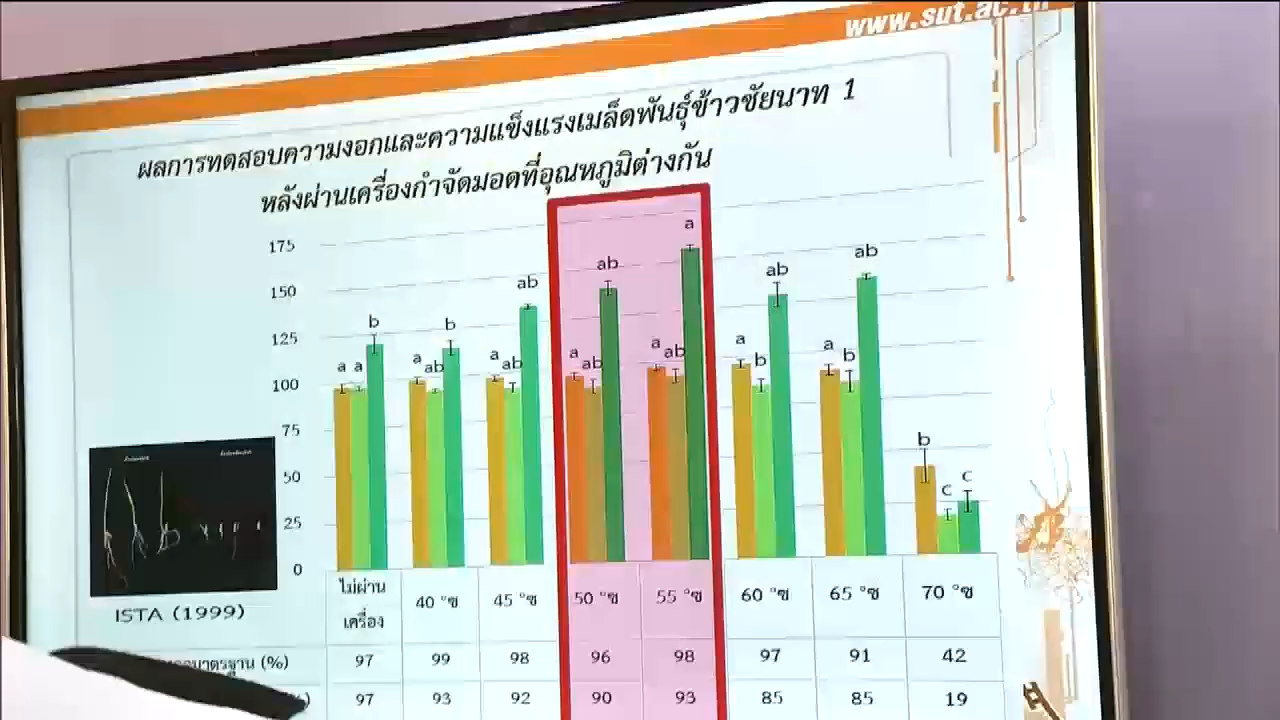 www.sut.ac.th
ผลการทดสอบความงอกและความแข็งแรงเมล็ดพันธุ์ข้าวชัยนาท 1
หลังผ่านเครื่องกำจัดมอดที่อุณหภูมิต่างกัน
175
150
125
100
75
50
25
0
a a b
a ab b
a ab ab
a ab ab
a ab a
a b ab
a b ab
b c c
ISTA (1999)
ไม่ผ่าน
เครื่อง
40 °ซ 45 °ซ 50 °ซ 55 °ซ 60 °ซ 65 °ซ 70 °ซ
มาตรฐาน (%) 97 99 98 96 98 97 91 42
97 93 92 90 93 85 85 19